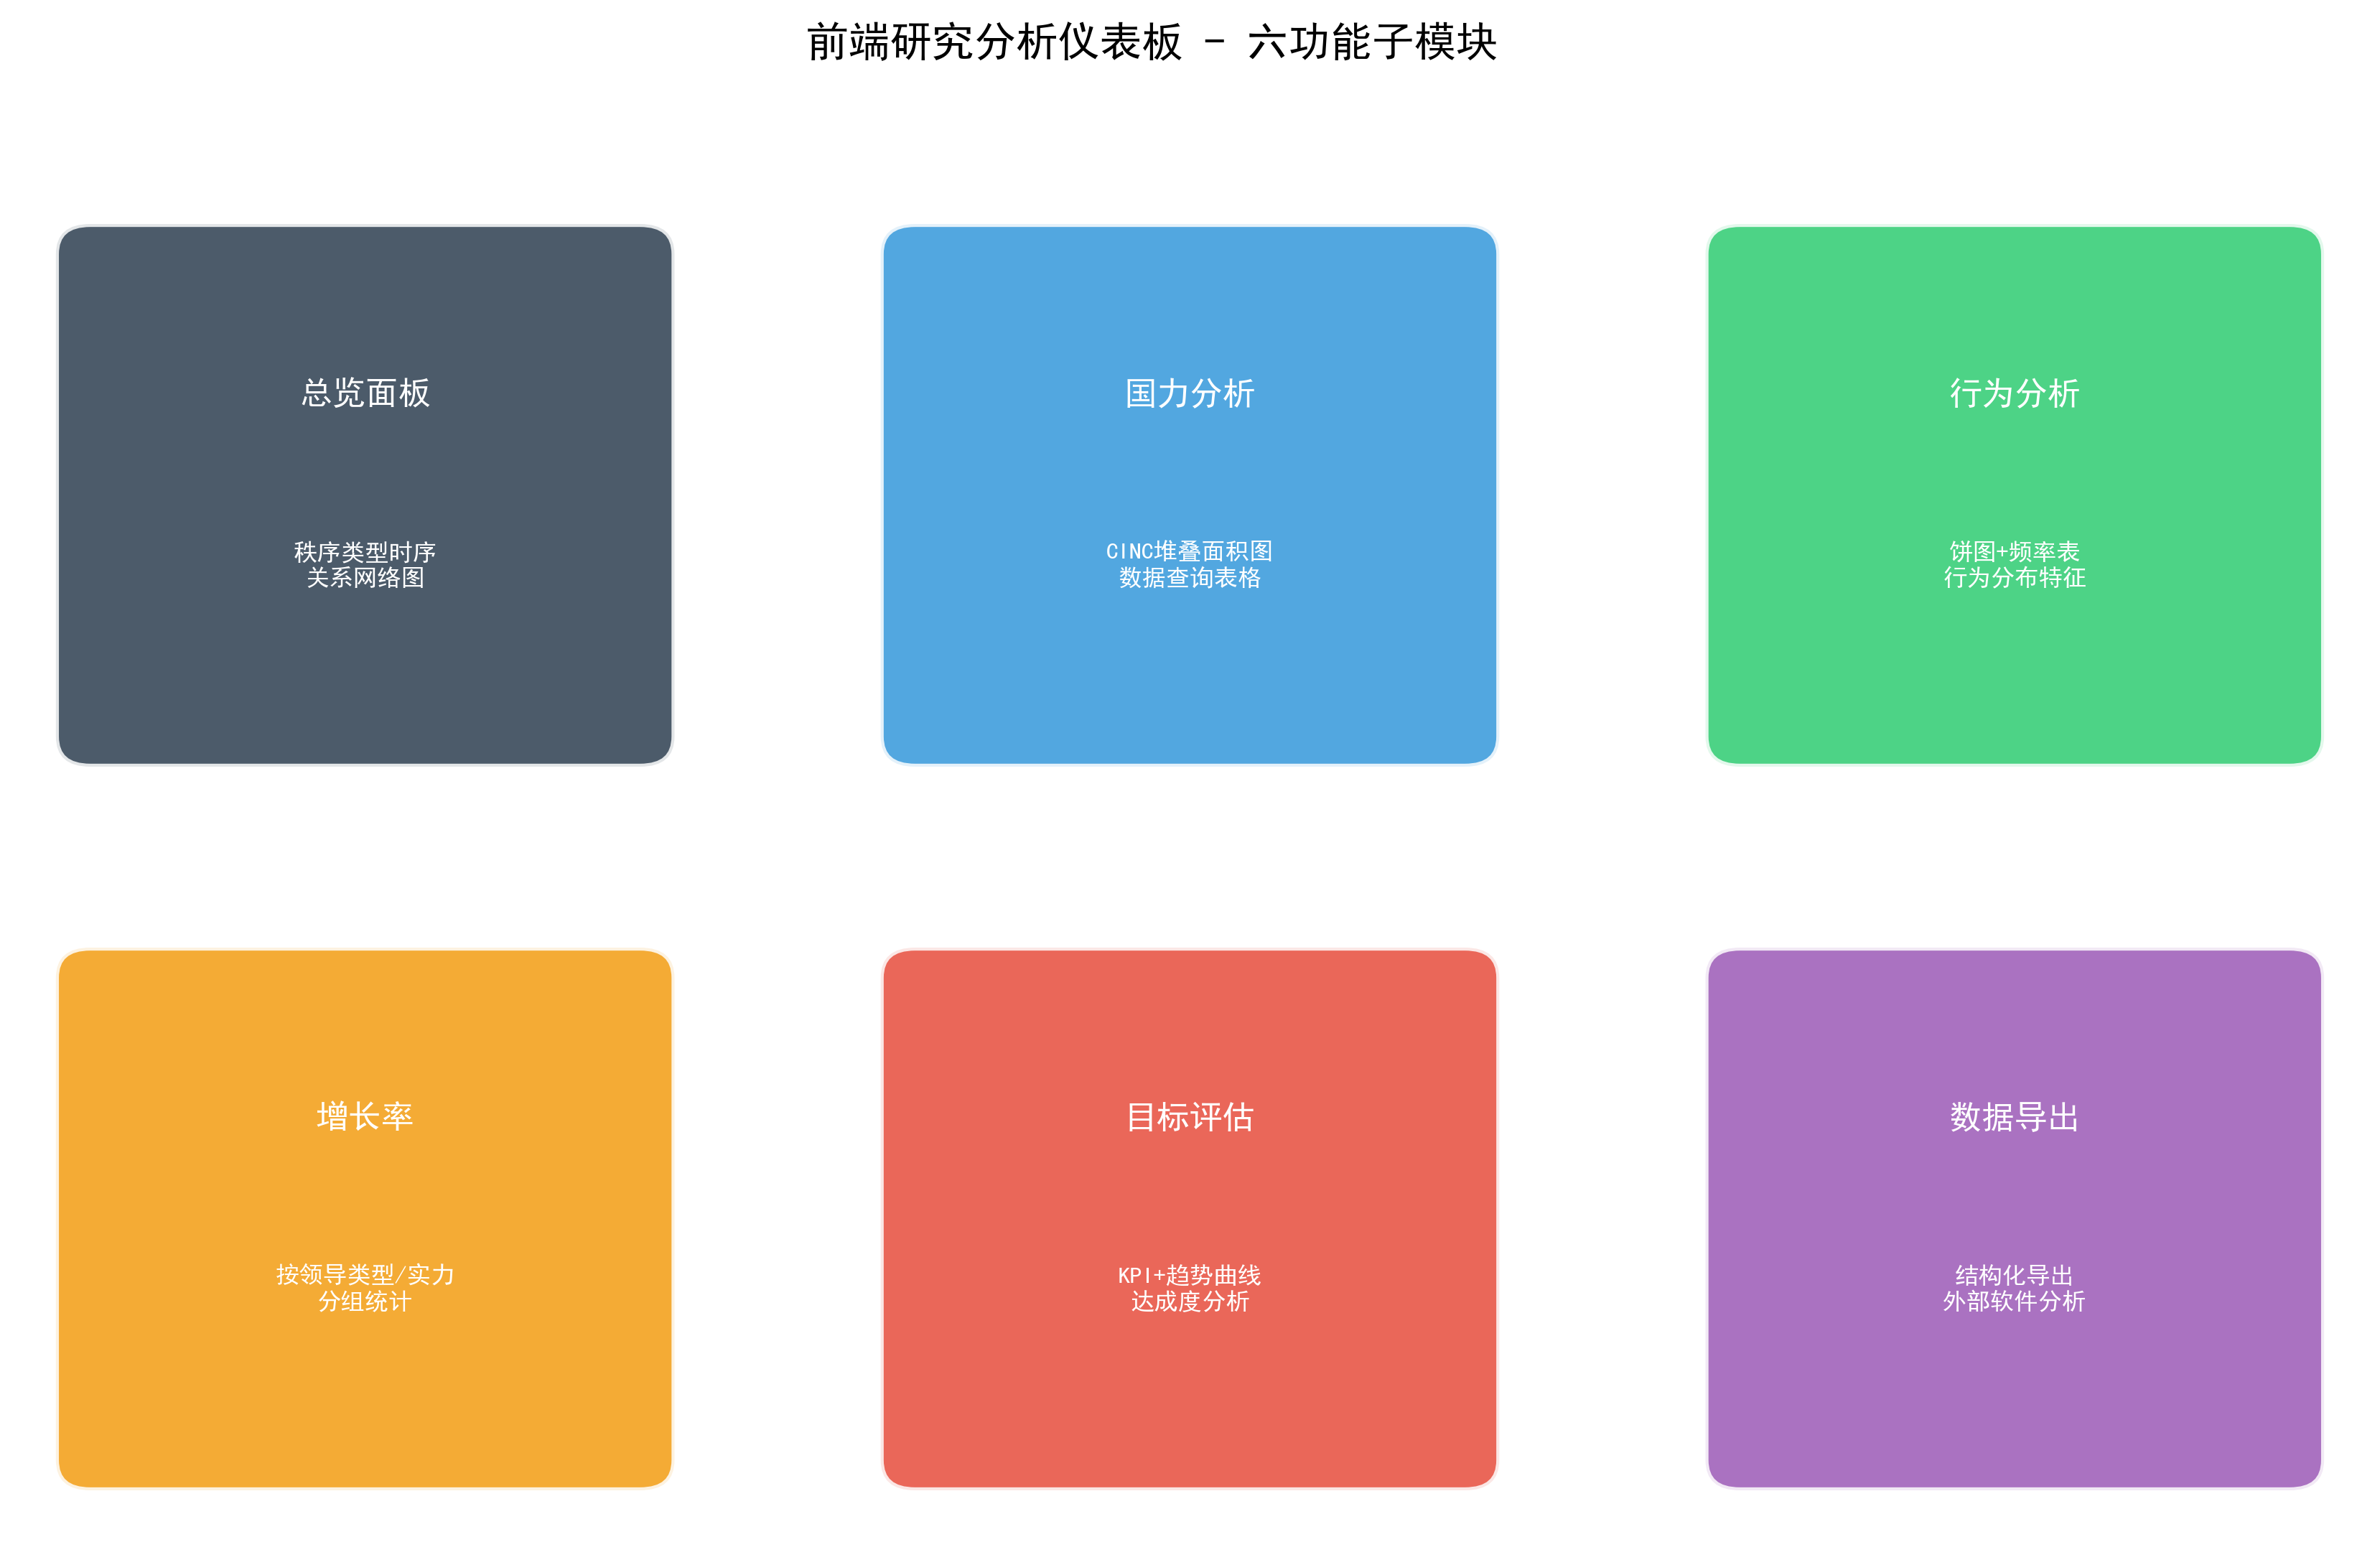 前端研究分析仪表板 - 六功能子模块
总览面板
秩序类型时序
关系网络图
国力分析
CINC堆叠面积图
数据查询表格
行为分析
饼图+频率表
行为分布特征
增长率
按领导类型/实力
分组统计
目标评估
KPI+趋势曲线
达成度分析
数据导出
结构化导出
外部软件分析